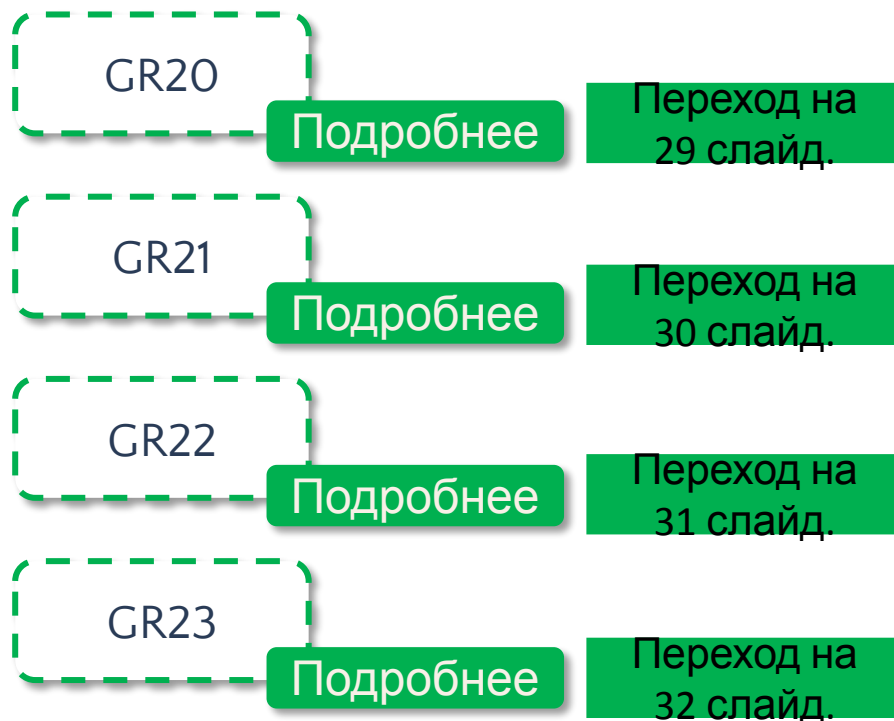 GR20
Подробнее
Переход на
29 слайд.
GR21
Подробнее
Переход на
30 слайд.
GR22
Подробнее
Переход на
31 слайд.
GR23
Подробнее
Переход на
32 слайд.